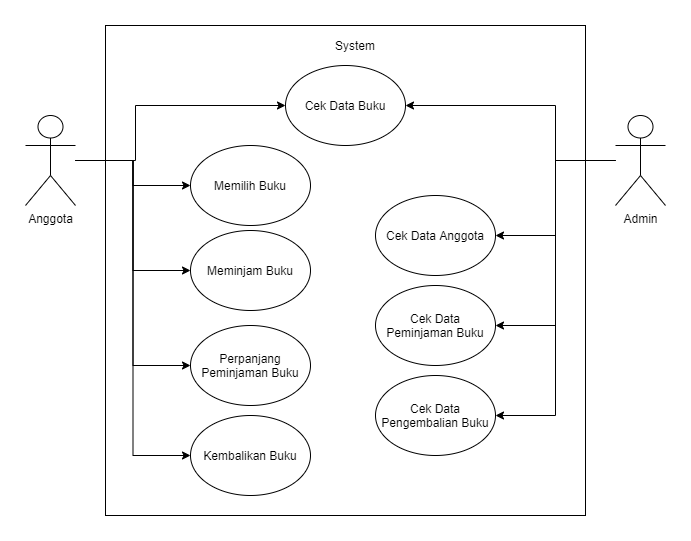 System
Cek Data Buku
Memilih Buku
Anggota
Admin
Cek Data Anggota
Meminjam Buku
Cek Data
Peminjaman Buku
Perpanjang
Peminjaman Buku
Cek Data
Pengembalian Buku
Kembalikan Buku